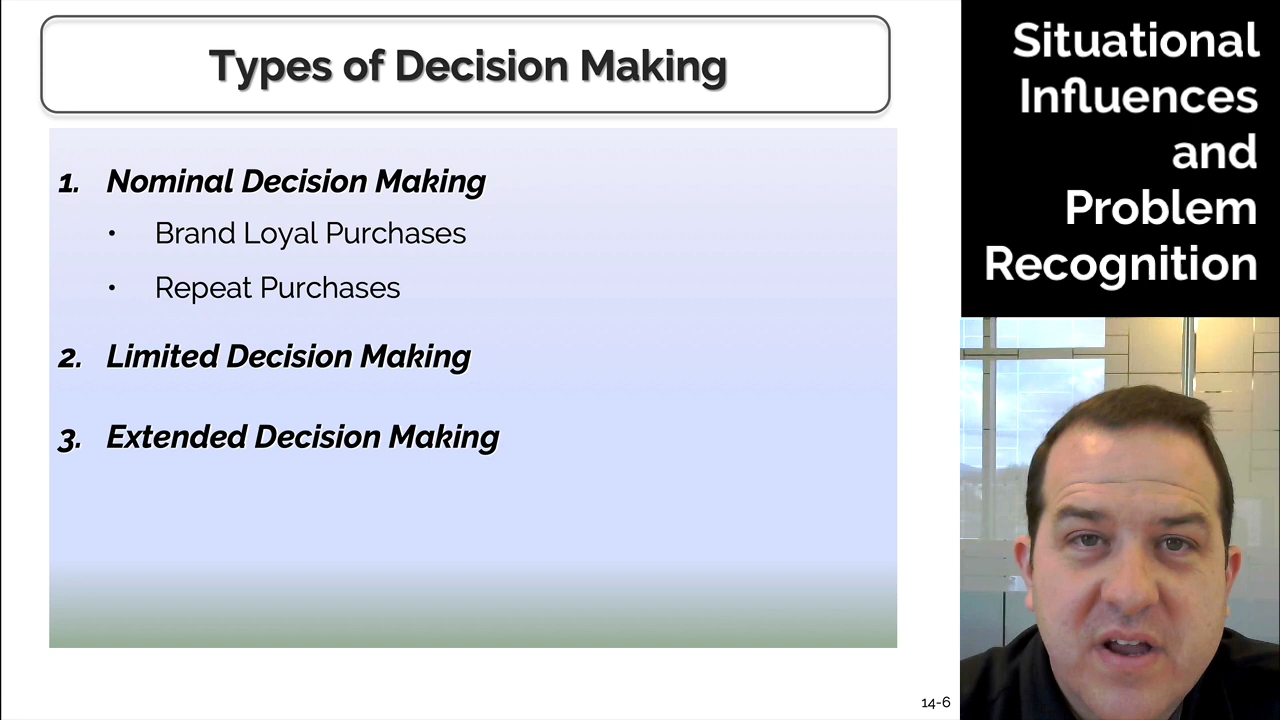 Types of Decision Making
1. Nominal Decision Making
• Brand Loyal Purchases
• Repeat Purchases
2. Limited Decision Making
3. Extended Decision Making
14-6
Situational
Influences
and
Problem
Recognition